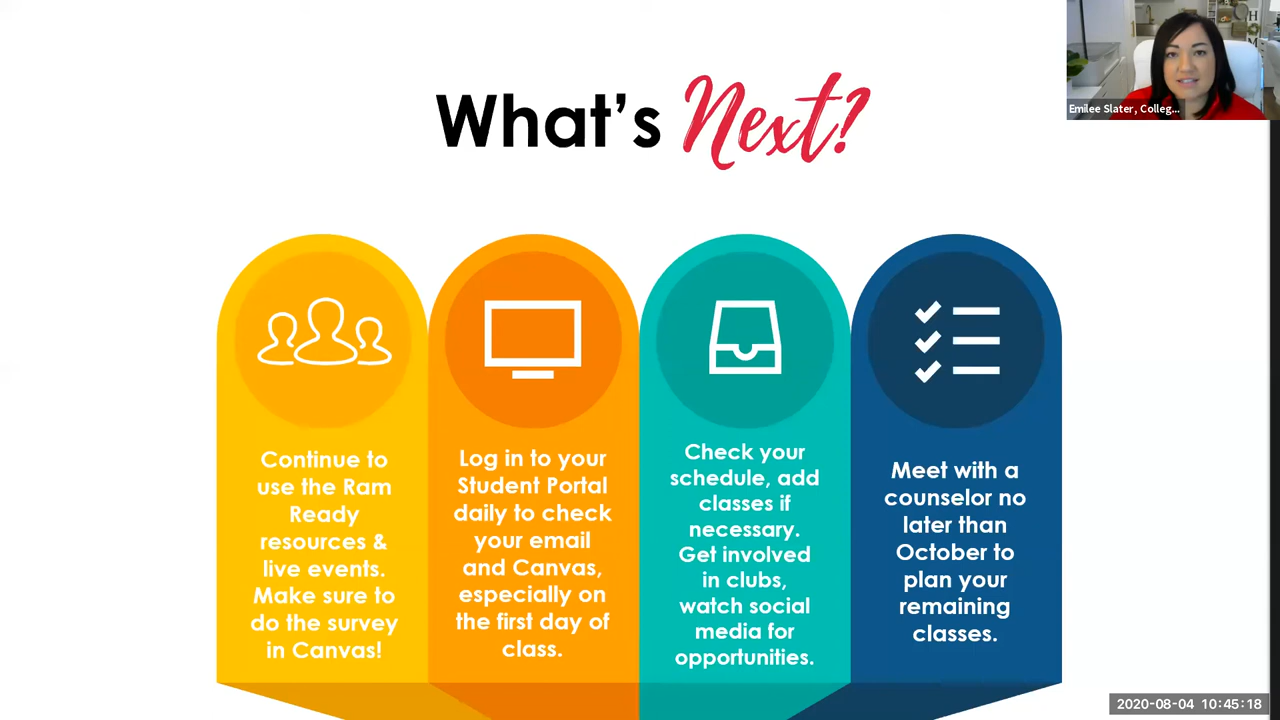 What's Next?
Emilee Slater, Colleg...
Continue to
use the Ram
Ready
resources &
live events.
Make sure to
do the survey
in Canvas!
Log in to your
Student Portal
daily to check
your email
and Canvas,
especially on
the first day of
class.
Check your
schedule, add
classes if
necessary.
Get involved
in clubs,
watch social
media for
opportunities.
Meet with a
counselor no
later than
October to
plan your
remaining
classes.
2020-08-04 10:45:18